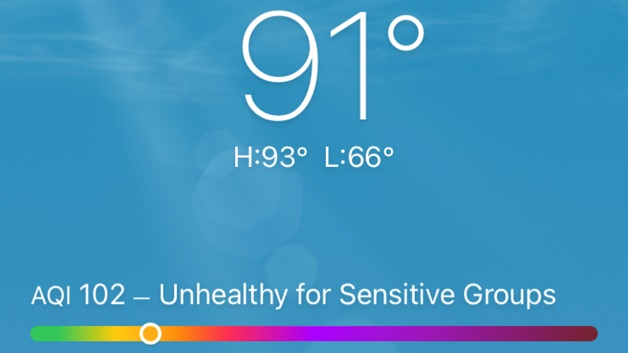 91°
H:93° L:66°
AQI 102 – Unhealthy for Sensitive Groups